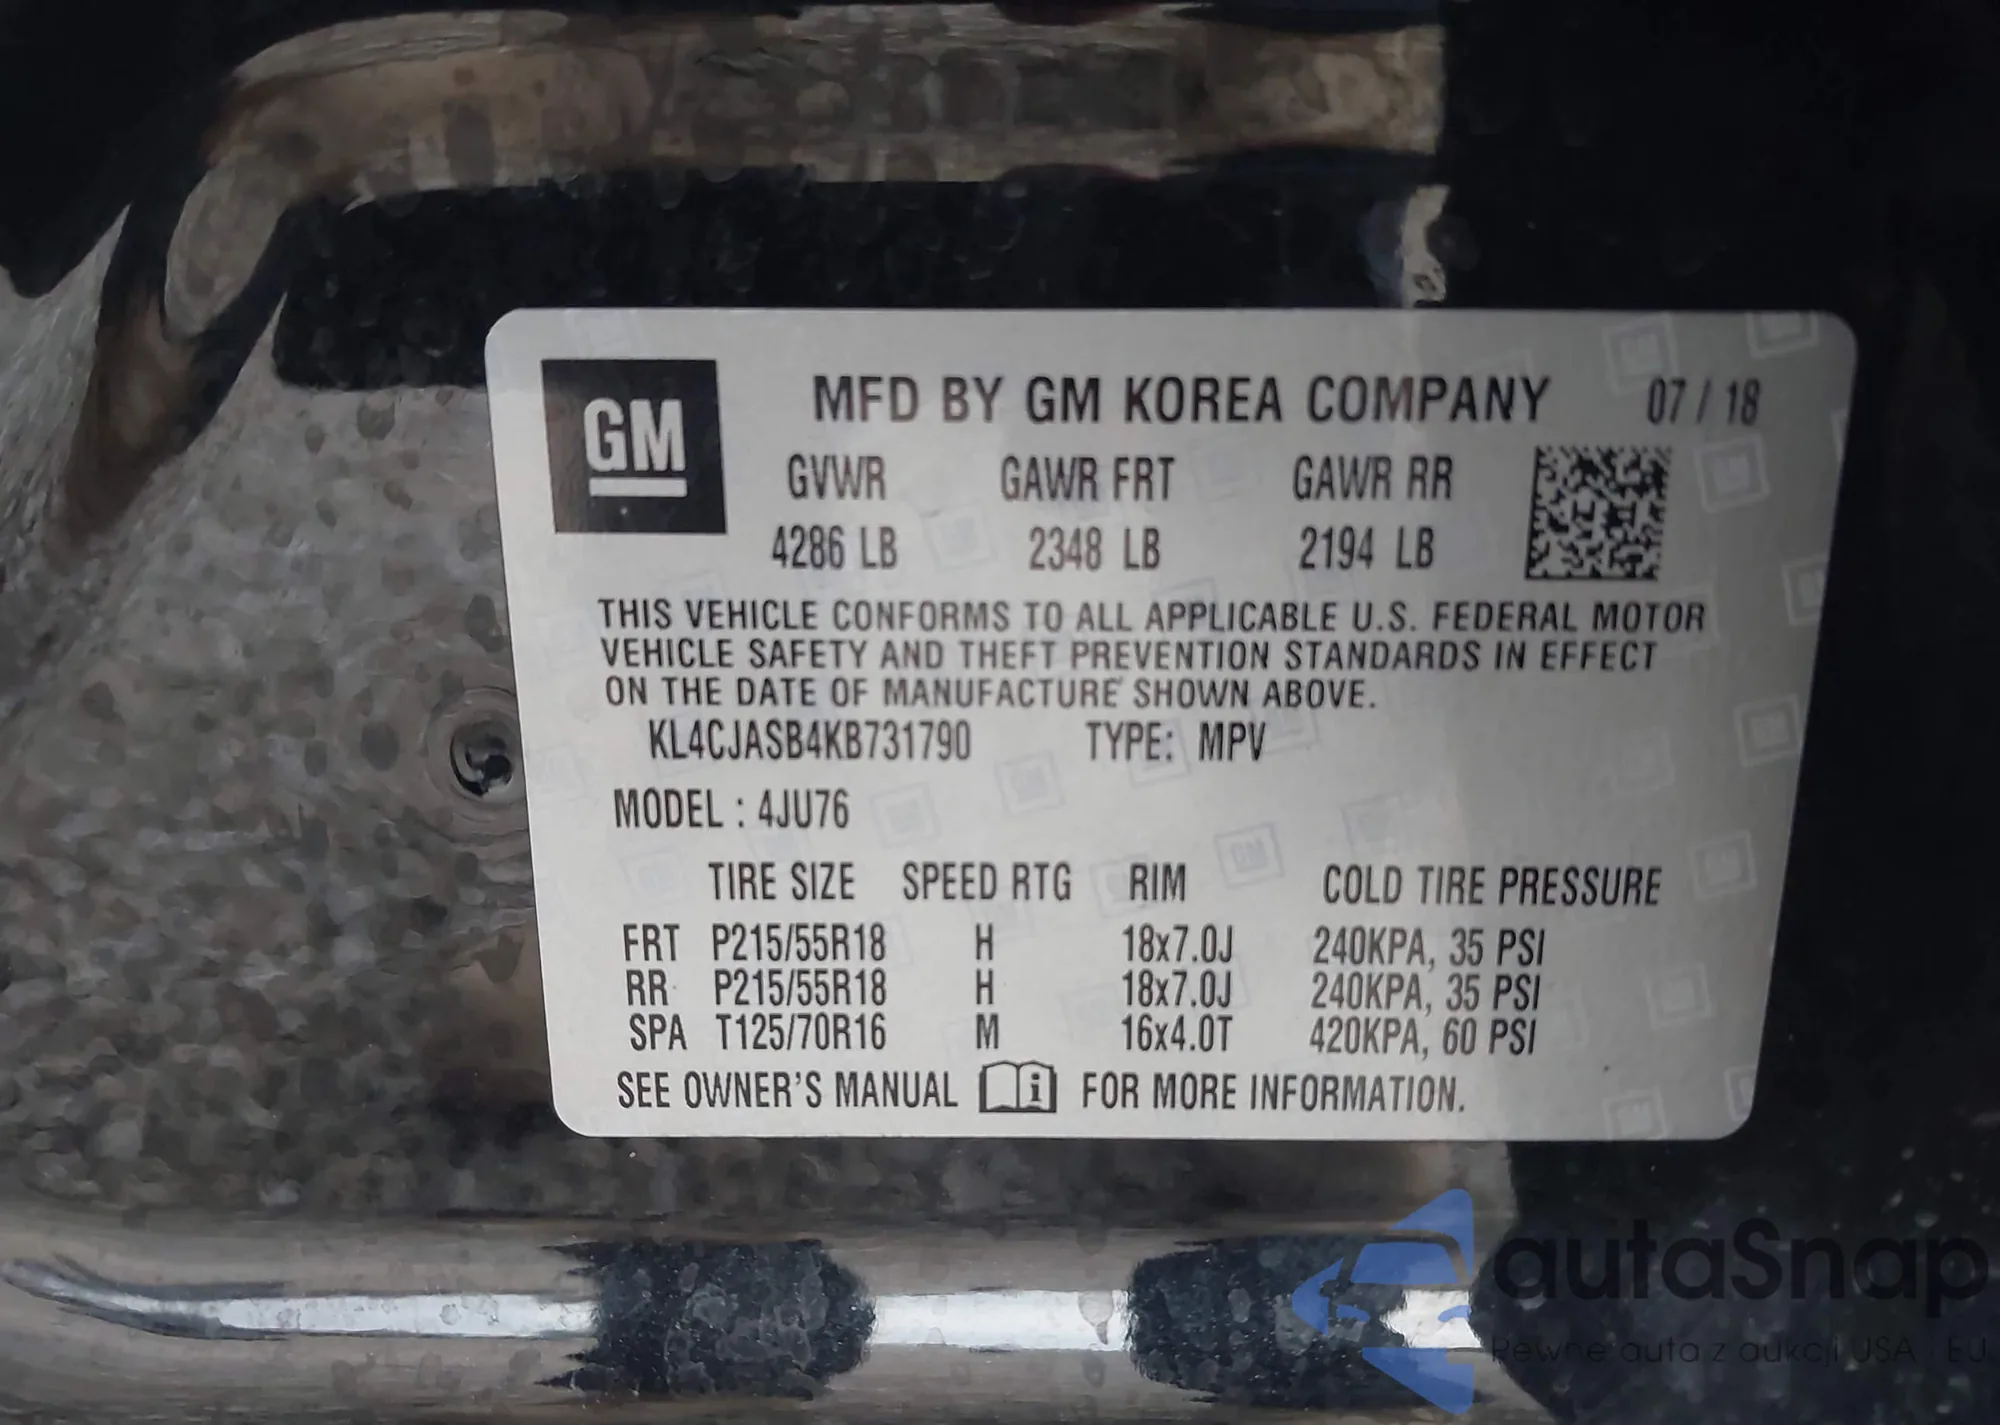 GM
MFD BY GM KOREA COMPANY 07 / 18
GVWR GAWR FRT GAWR RR
4286 LB 2348 LB 2194 LB
THIS VEHICLE CONFORMS TO ALL APPLICABLE U.S. FEDERAL MOTOR
VEHICLE SAFETY AND THEFT PREVENTION STANDARDS IN EFFECT
ON THE DATE OF MANUFACTURE SHOWN ABOVE.
KL4CJASB4KB731790 TYPE: MPV
MODEL : 4JU76
TIRE SIZE SPEED RTG RIM COLD TIRE PRESSURE
FRT P215/55R18 H 18x7.0J 240KPA, 35 PSI
RR P215/55R18 H 18x7.0J 240KPA, 35 PSI
SPA T125/70R16 M 16x4.0T 420KPA, 60 PSI
SEE OWNER'S MANUAL i FOR MORE INFORMATION.
autaSnap
Pewne auta z aukcji USA i EU